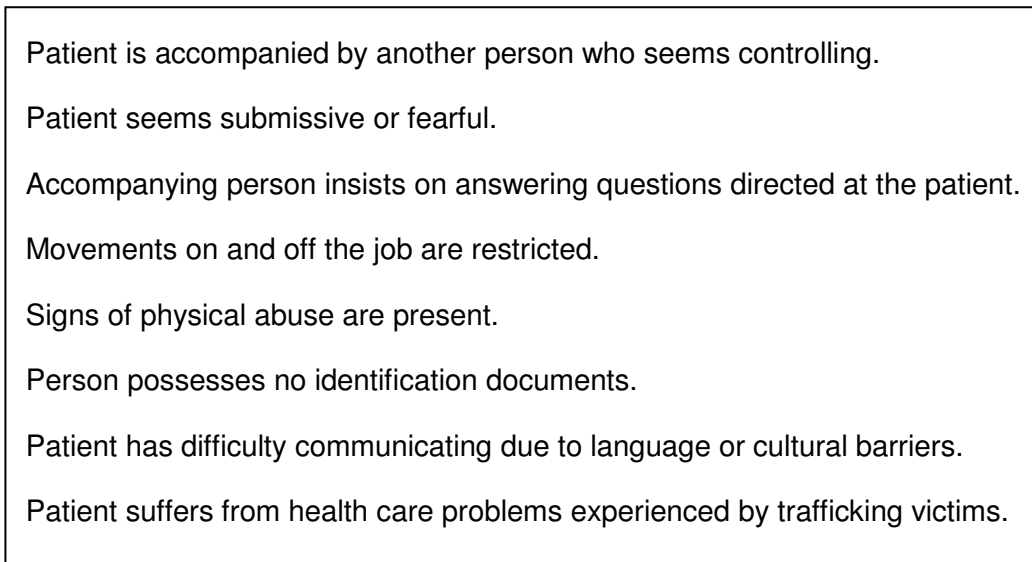 Patient is accompanied by another person who seems controlling.
Patient seems submissive or fearful.
Accompanying person insists on answering questions directed at the patient.
Movements on and off the job are restricted.
Signs of physical abuse are present.
Person possesses no identification documents.
Patient has difficulty communicating due to language or cultural barriers.
Patient suffers from health care problems experienced by trafficking victims.